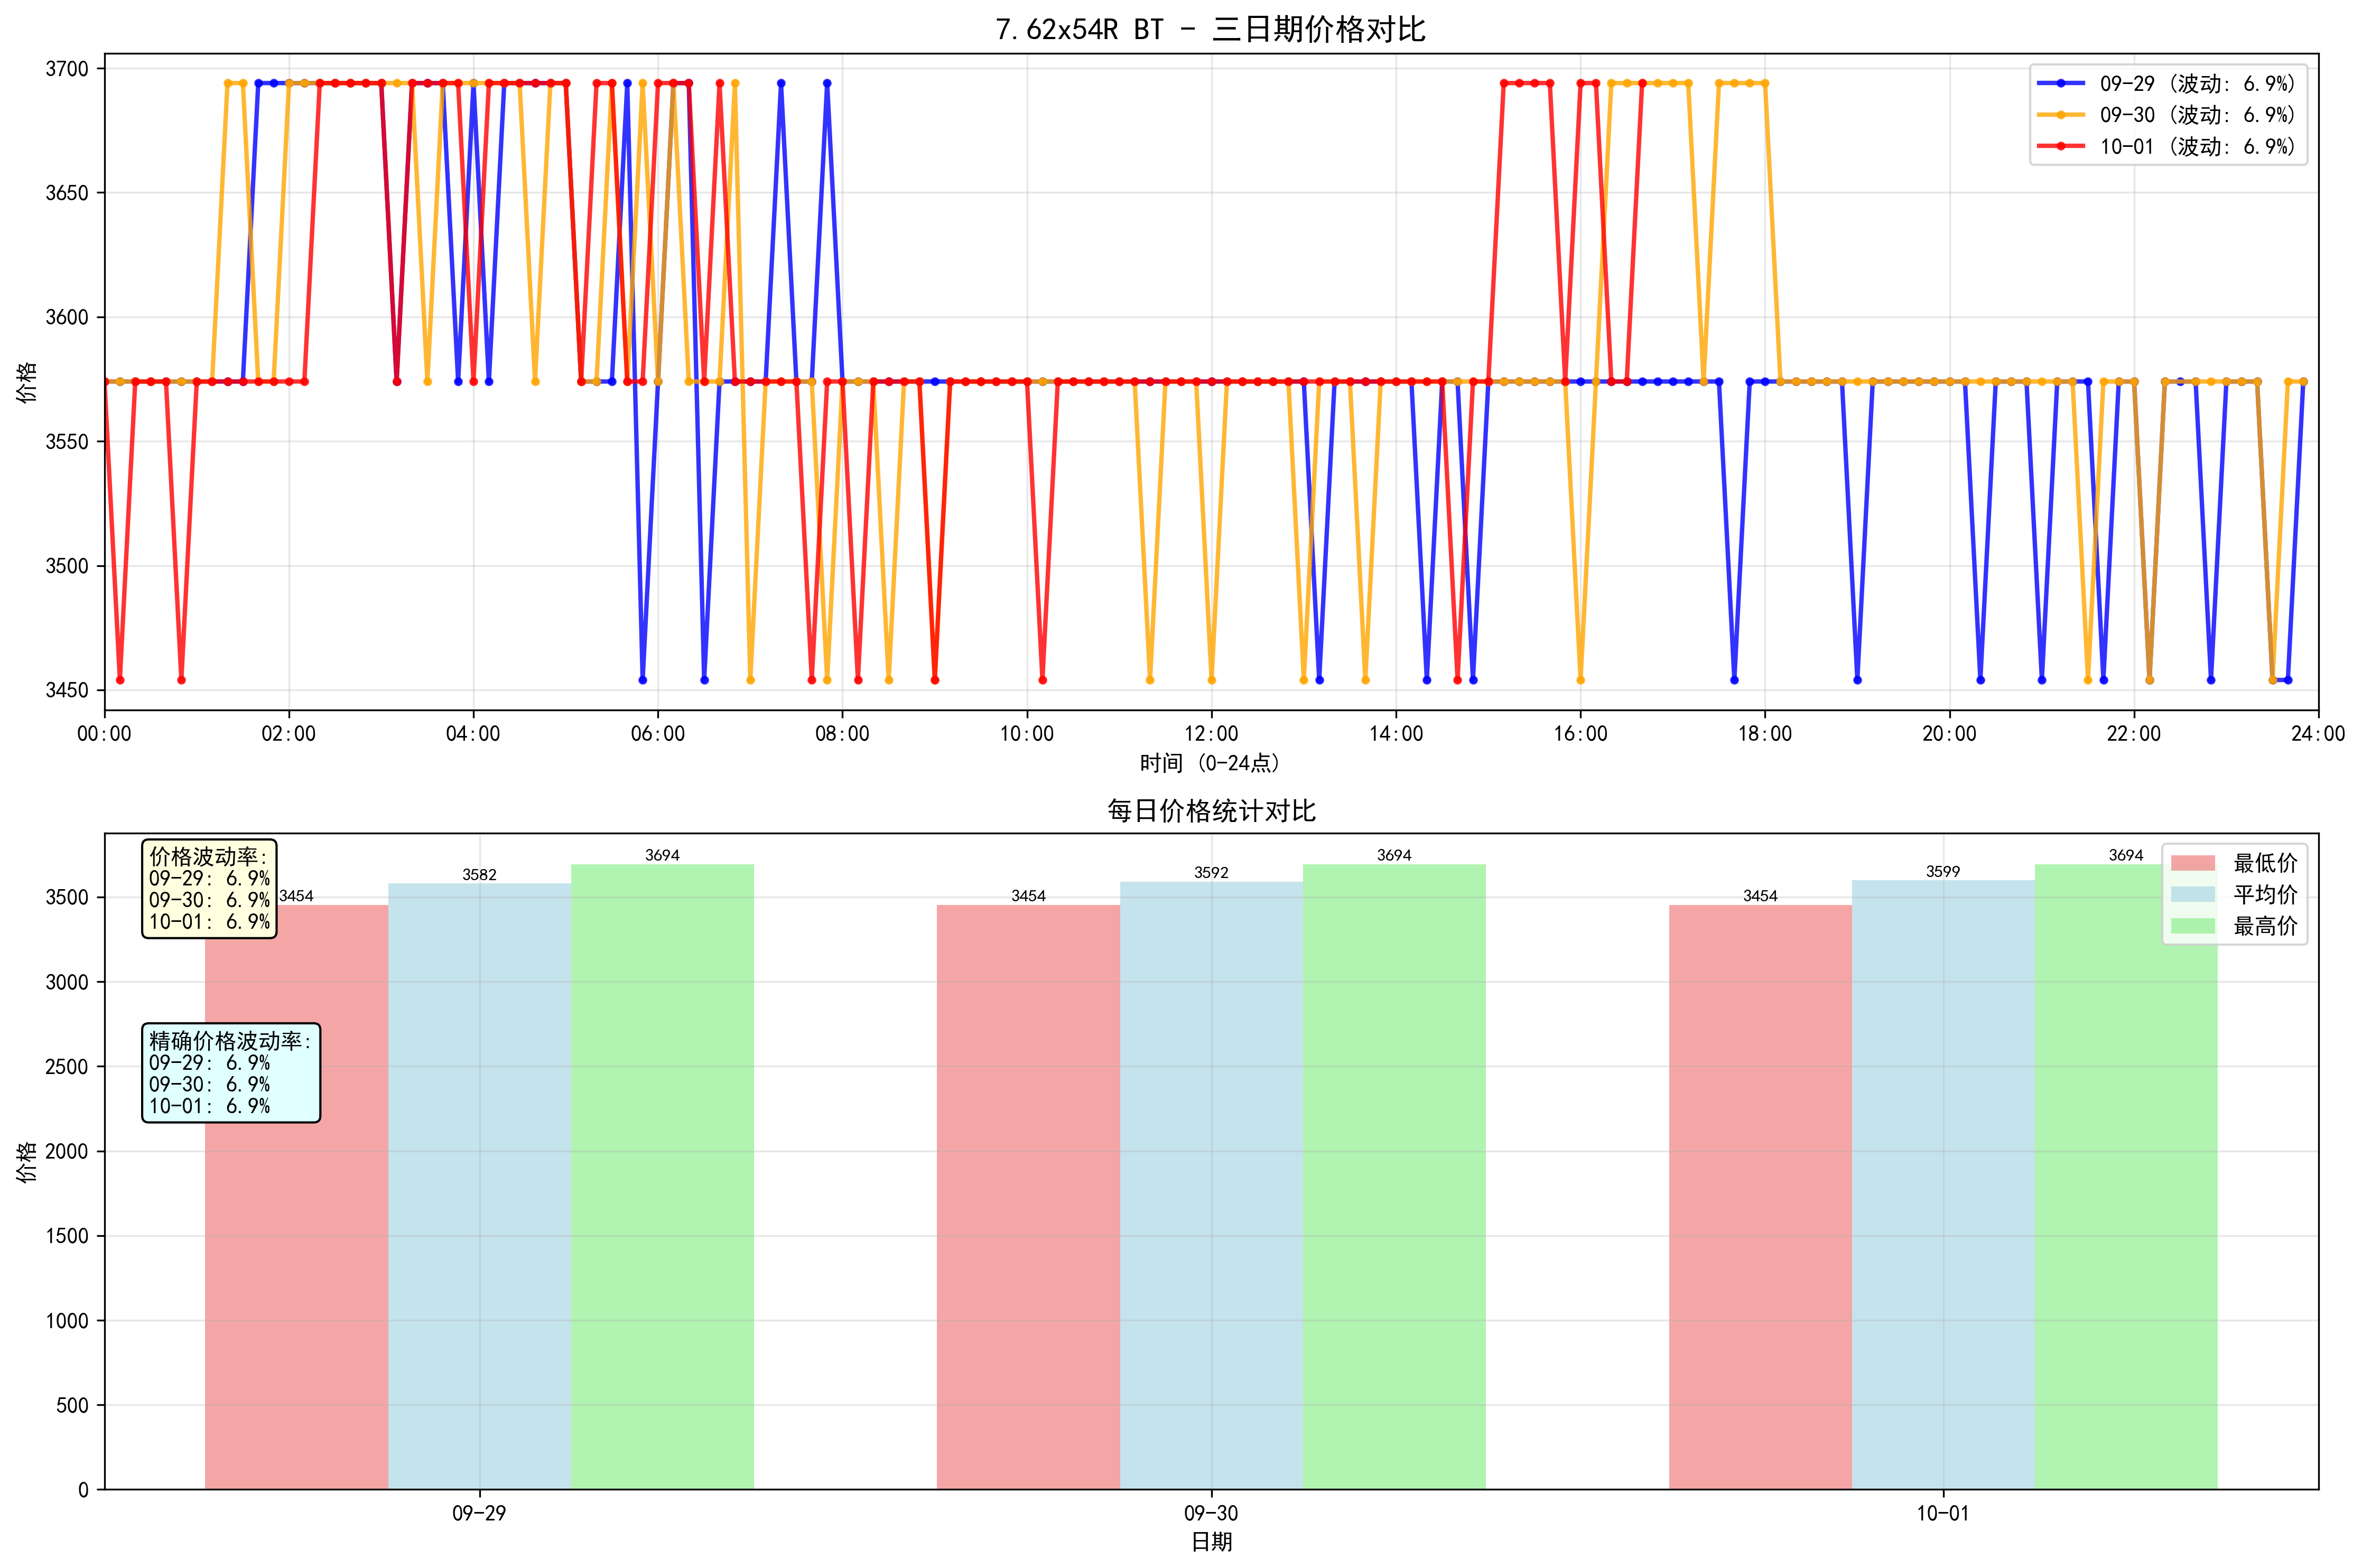 7.62x54R BT - 三日期价格对比
3700
3650
3600
3550
3500
3450
价格
09-29 (波动: 6.9%)
09-30 (波动: 6.9%)
10-01 (波动: 6.9%)
00:00 02:00 04:00 06:00 08:00 10:00 12:00 14:00 16:00 18:00 20:00 22:00 24:00
时间 (0-24点)
每日价格统计对比
3500
3000
2500
2000
1500
1000
500
0
价格
价格波动率:
09-29: 6.9%
09-30: 6.9%
10-01: 6.9%
精确价格波动率:
09-29: 6.9%
09-30: 6.9%
10-01: 6.9%
3454 3582 3694 3454 3592 3694 3454 3599 3694
最低价
平均价
最高价
09-29 09-30 10-01
日期